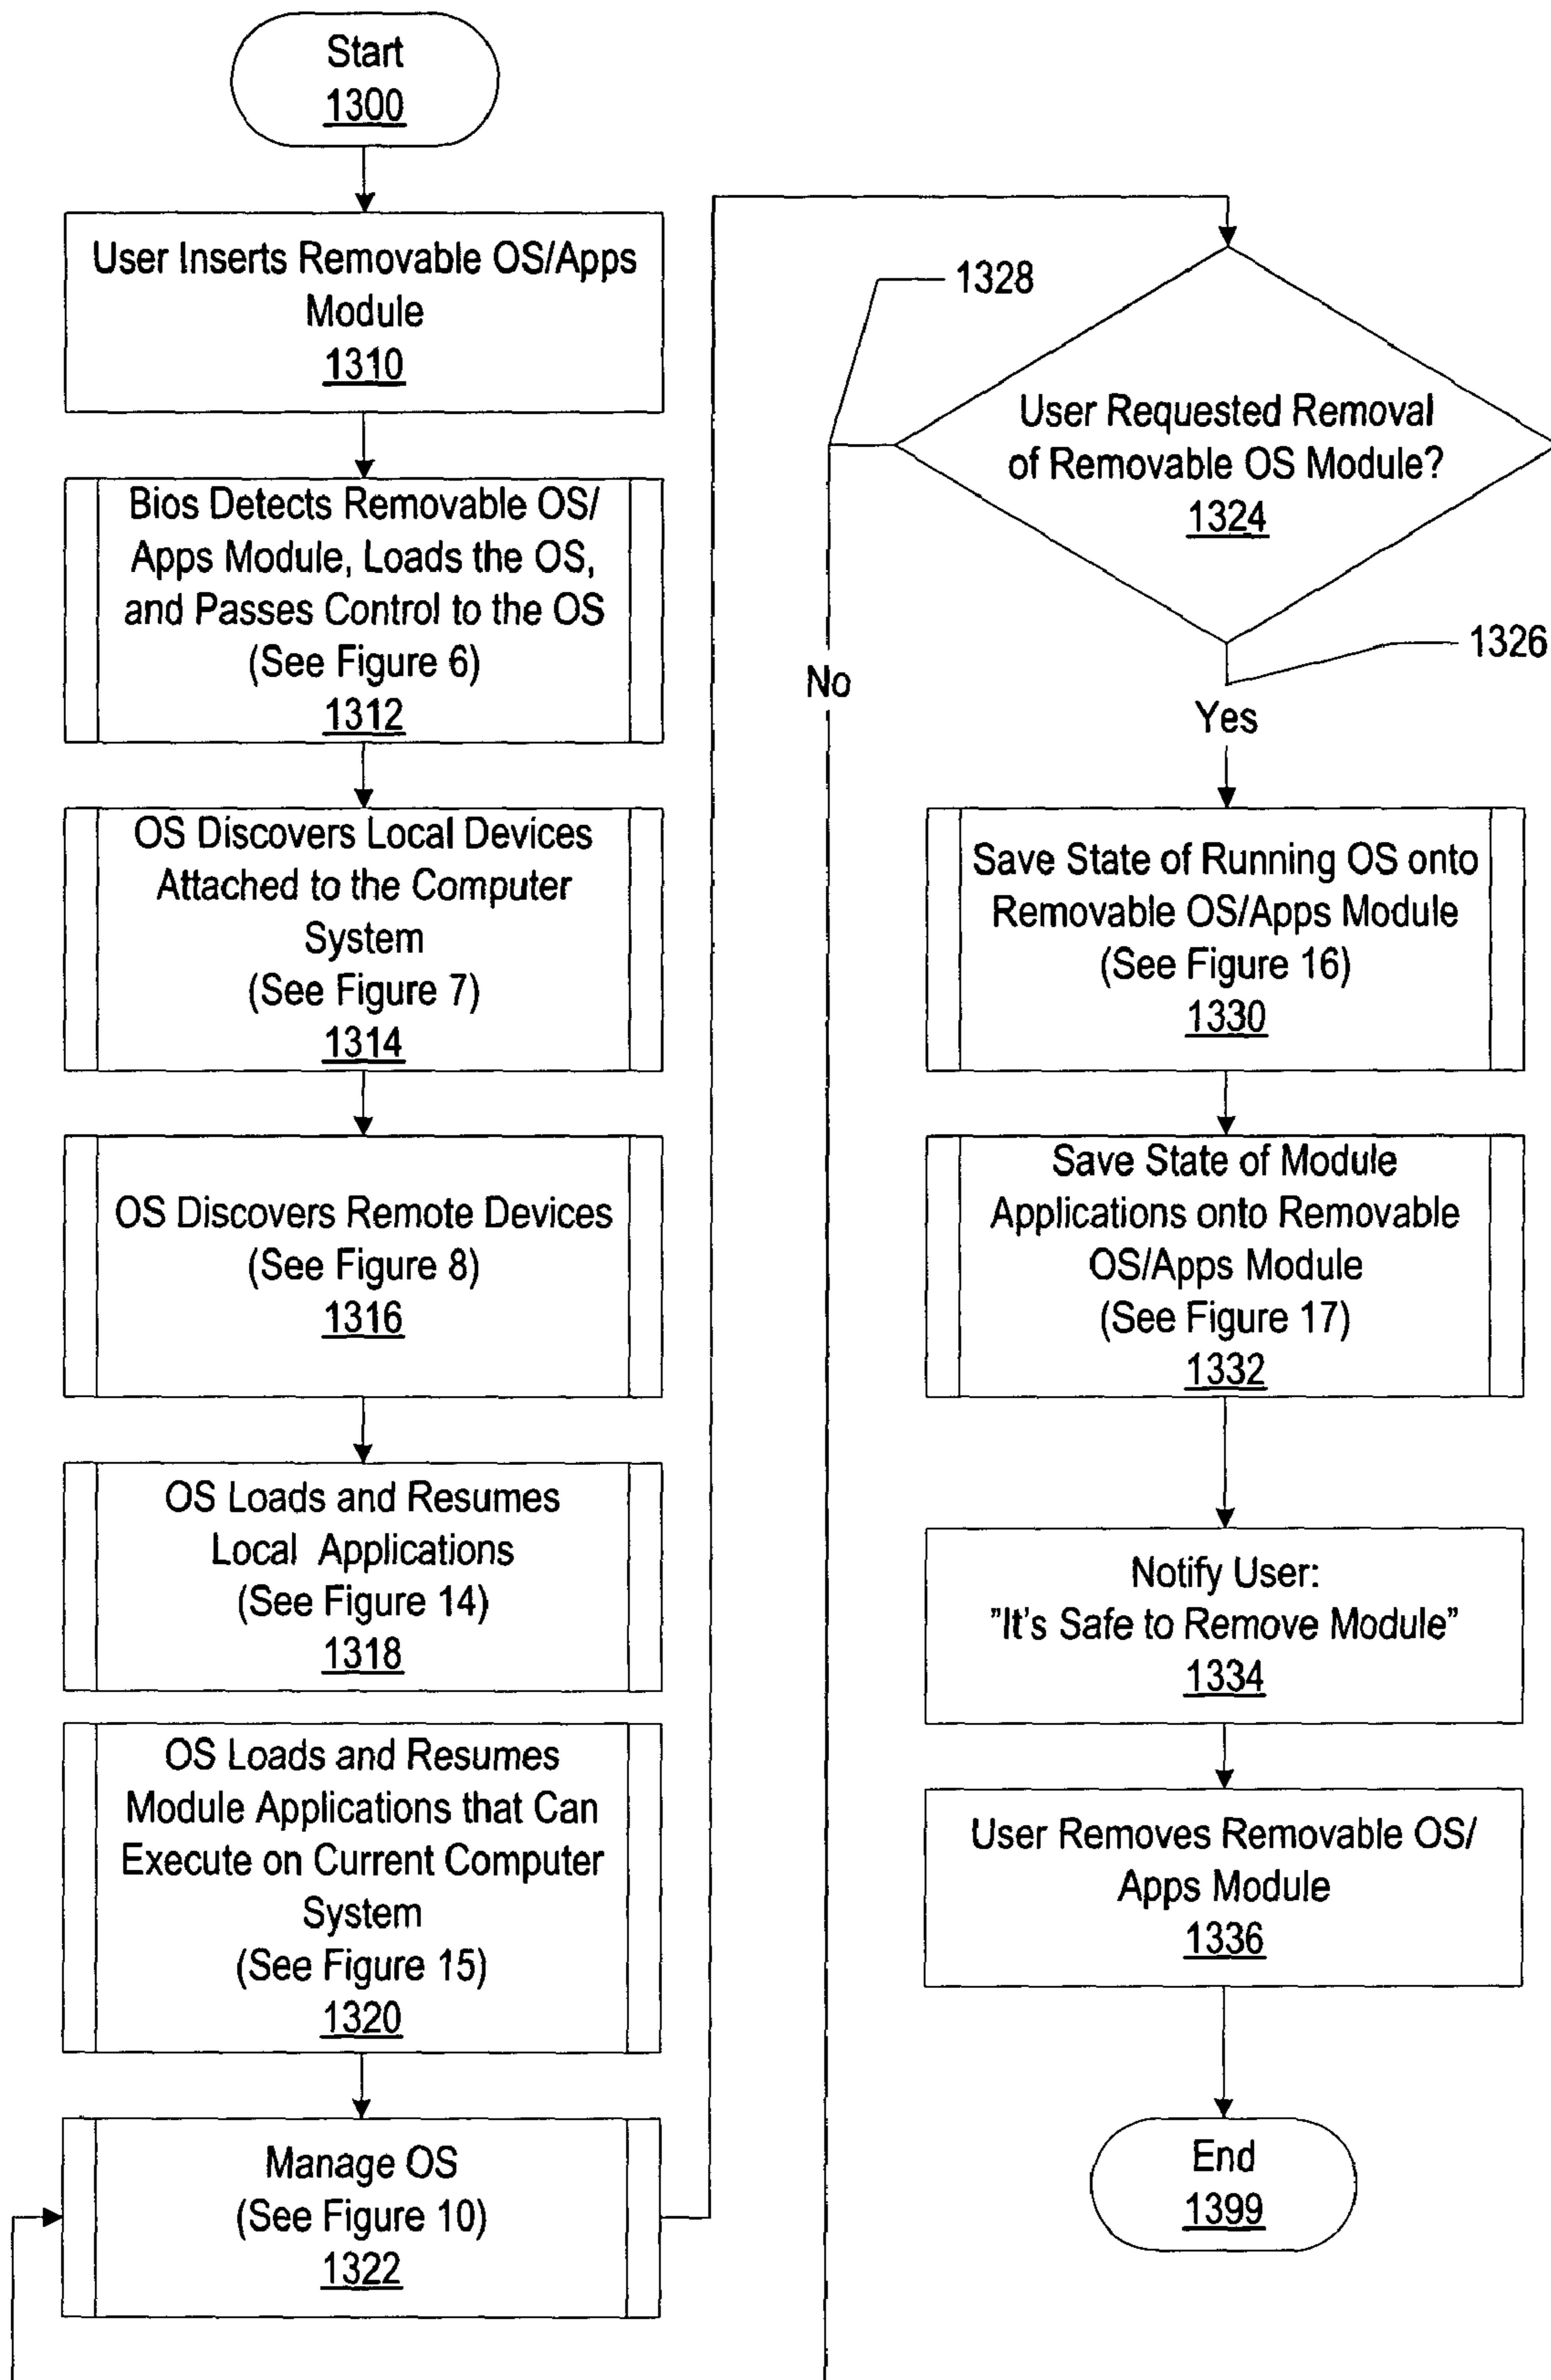 Start
1300
User Inserts Removable OS/Apps
Module
1310
Bios Detects Removable OS/
Apps Module, Loads the OS,
and Passes Control to the OS
(See Figure 6)
1312
OS Discovers Local Devices
Attached to the Computer
System
(See Figure 7)
1314
OS Discovers Remote Devices
(See Figure 8)
1316
OS Loads and Resumes
Local Applications
(See Figure 14)
1318
OS Loads and Resumes
Module Applications that Can
Execute on Current Computer
System
(See Figure 15)
1320
Manage OS
(See Figure 10)
1322
1328
User Requested Removal
of Removable OS Module?
1324
1326
No
Yes
Save State of Running OS onto
Removable OS/Apps Module
(See Figure 16)
1330
Save State of Module
Applications onto Removable
OS/Apps Module
(See Figure 17)
1332
Notify User:
"It's Safe to Remove Module"
1334
User Removes Removable OS/
Apps Module
1336
End
1399